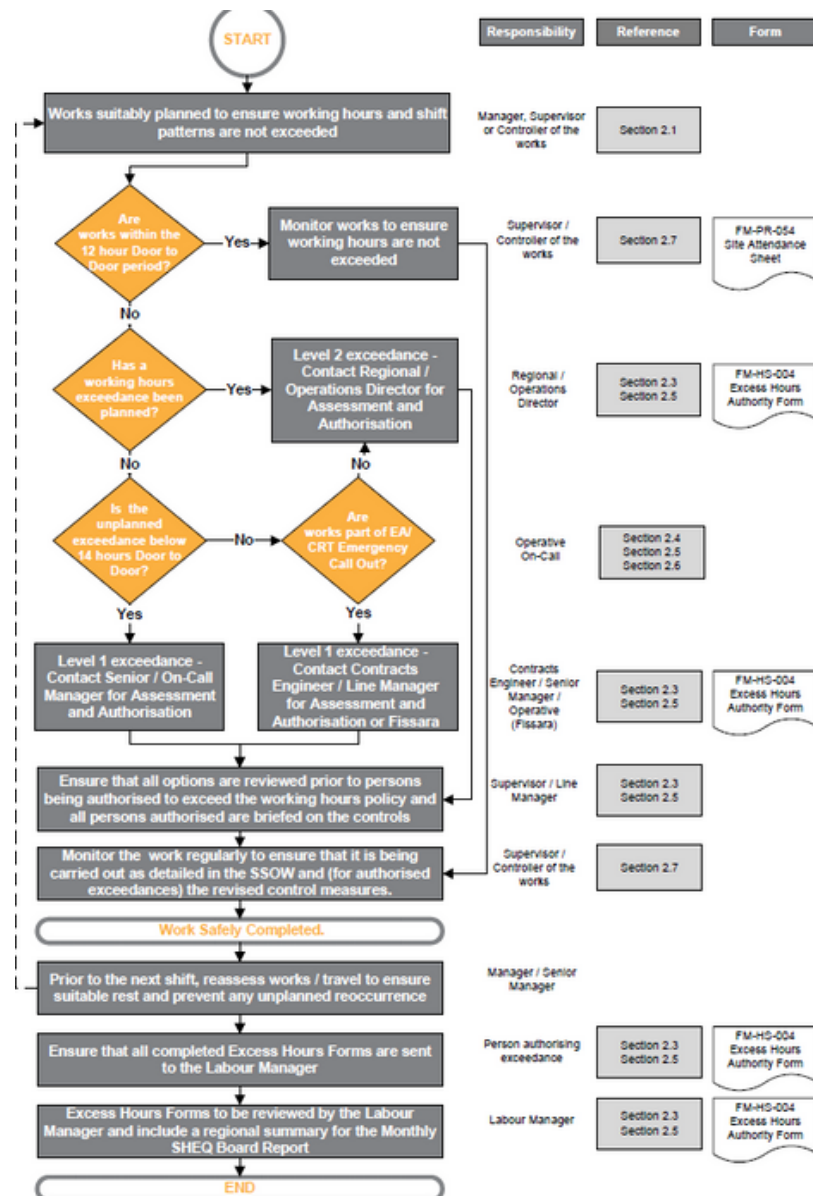 START
Responsibility
Reference
Form
Works suitably planned to ensure working hours and shift
patterns are not exceeded
Manager, Supervisor
or Controller of the
works
Section 2.1
Are
works within the
12 hour Door to
Door period?
Yes
Monitor works to ensure
working hours are not
exceeded
Supervisor /
Controller of the
works
Section 2.7
FM-PR-054
Site Attendance
Sheet
No
Has a
working hours
exceedance been
planned?
Yes
Level 2 exceedance -
Contact Regional /
Operations Director for
Assessment and
Authorisation
Regional /
Operations
Director
Section 2.3
Section 2.5
FM-HS-004
Excess Hours
Authority Form
No
No
Is the
unplanned
exceedance below
14 hours Door to
Door?
No
Are
works part of EA/
CRT Emergency
Call Out?
Operative
On-Call
Section 2.4
Section 2.5
Section 2.6
Yes
Yes
Level 1 exceedance -
Contact Senior / On-Call
Manager for Assessment
and Authorisation
Level 1 exceedance -
Contact Contracts
Engineer / Line Manager
for Assessment and
Authorisation or Fissara
Contracts
Engineer / Senior
Manager /
Operative
(Fissara)
Section 2.3
Section 2.5
FM-HS-004
Excess Hours
Authority Form
Ensure that all options are reviewed prior to persons
being authorised to exceed the working hours policy and
all persons authorised are briefed on the controls
Supervisor / Line
Manager
Section 2.3
Section 2.5
Monitor the work regularly to ensure that it is being
carried out as detailed in the SSOW and (for authorised
exceedances) the revised control measures.
Supervisor /
Controller of the
works
Section 2.7
Work Safely Completed.
Prior to the next shift, reassess works / travel to ensure
suitable rest and prevent any unplanned reoccurrence
Manager / Senior
Manager
Ensure that all completed Excess Hours Forms are sent
to the Labour Manager
Person authorising
exceedance
Section 2.3
Section 2.5
FM-HS-004
Excess Hours
Authority Form
Excess Hours Forms to be reviewed by the Labour
Manager and include a regional summary for the Monthly
SHEQ Board Report
Labour Manager
Section 2.3
Section 2.5
FM-HS-004
Excess Hours
Authority Form
END